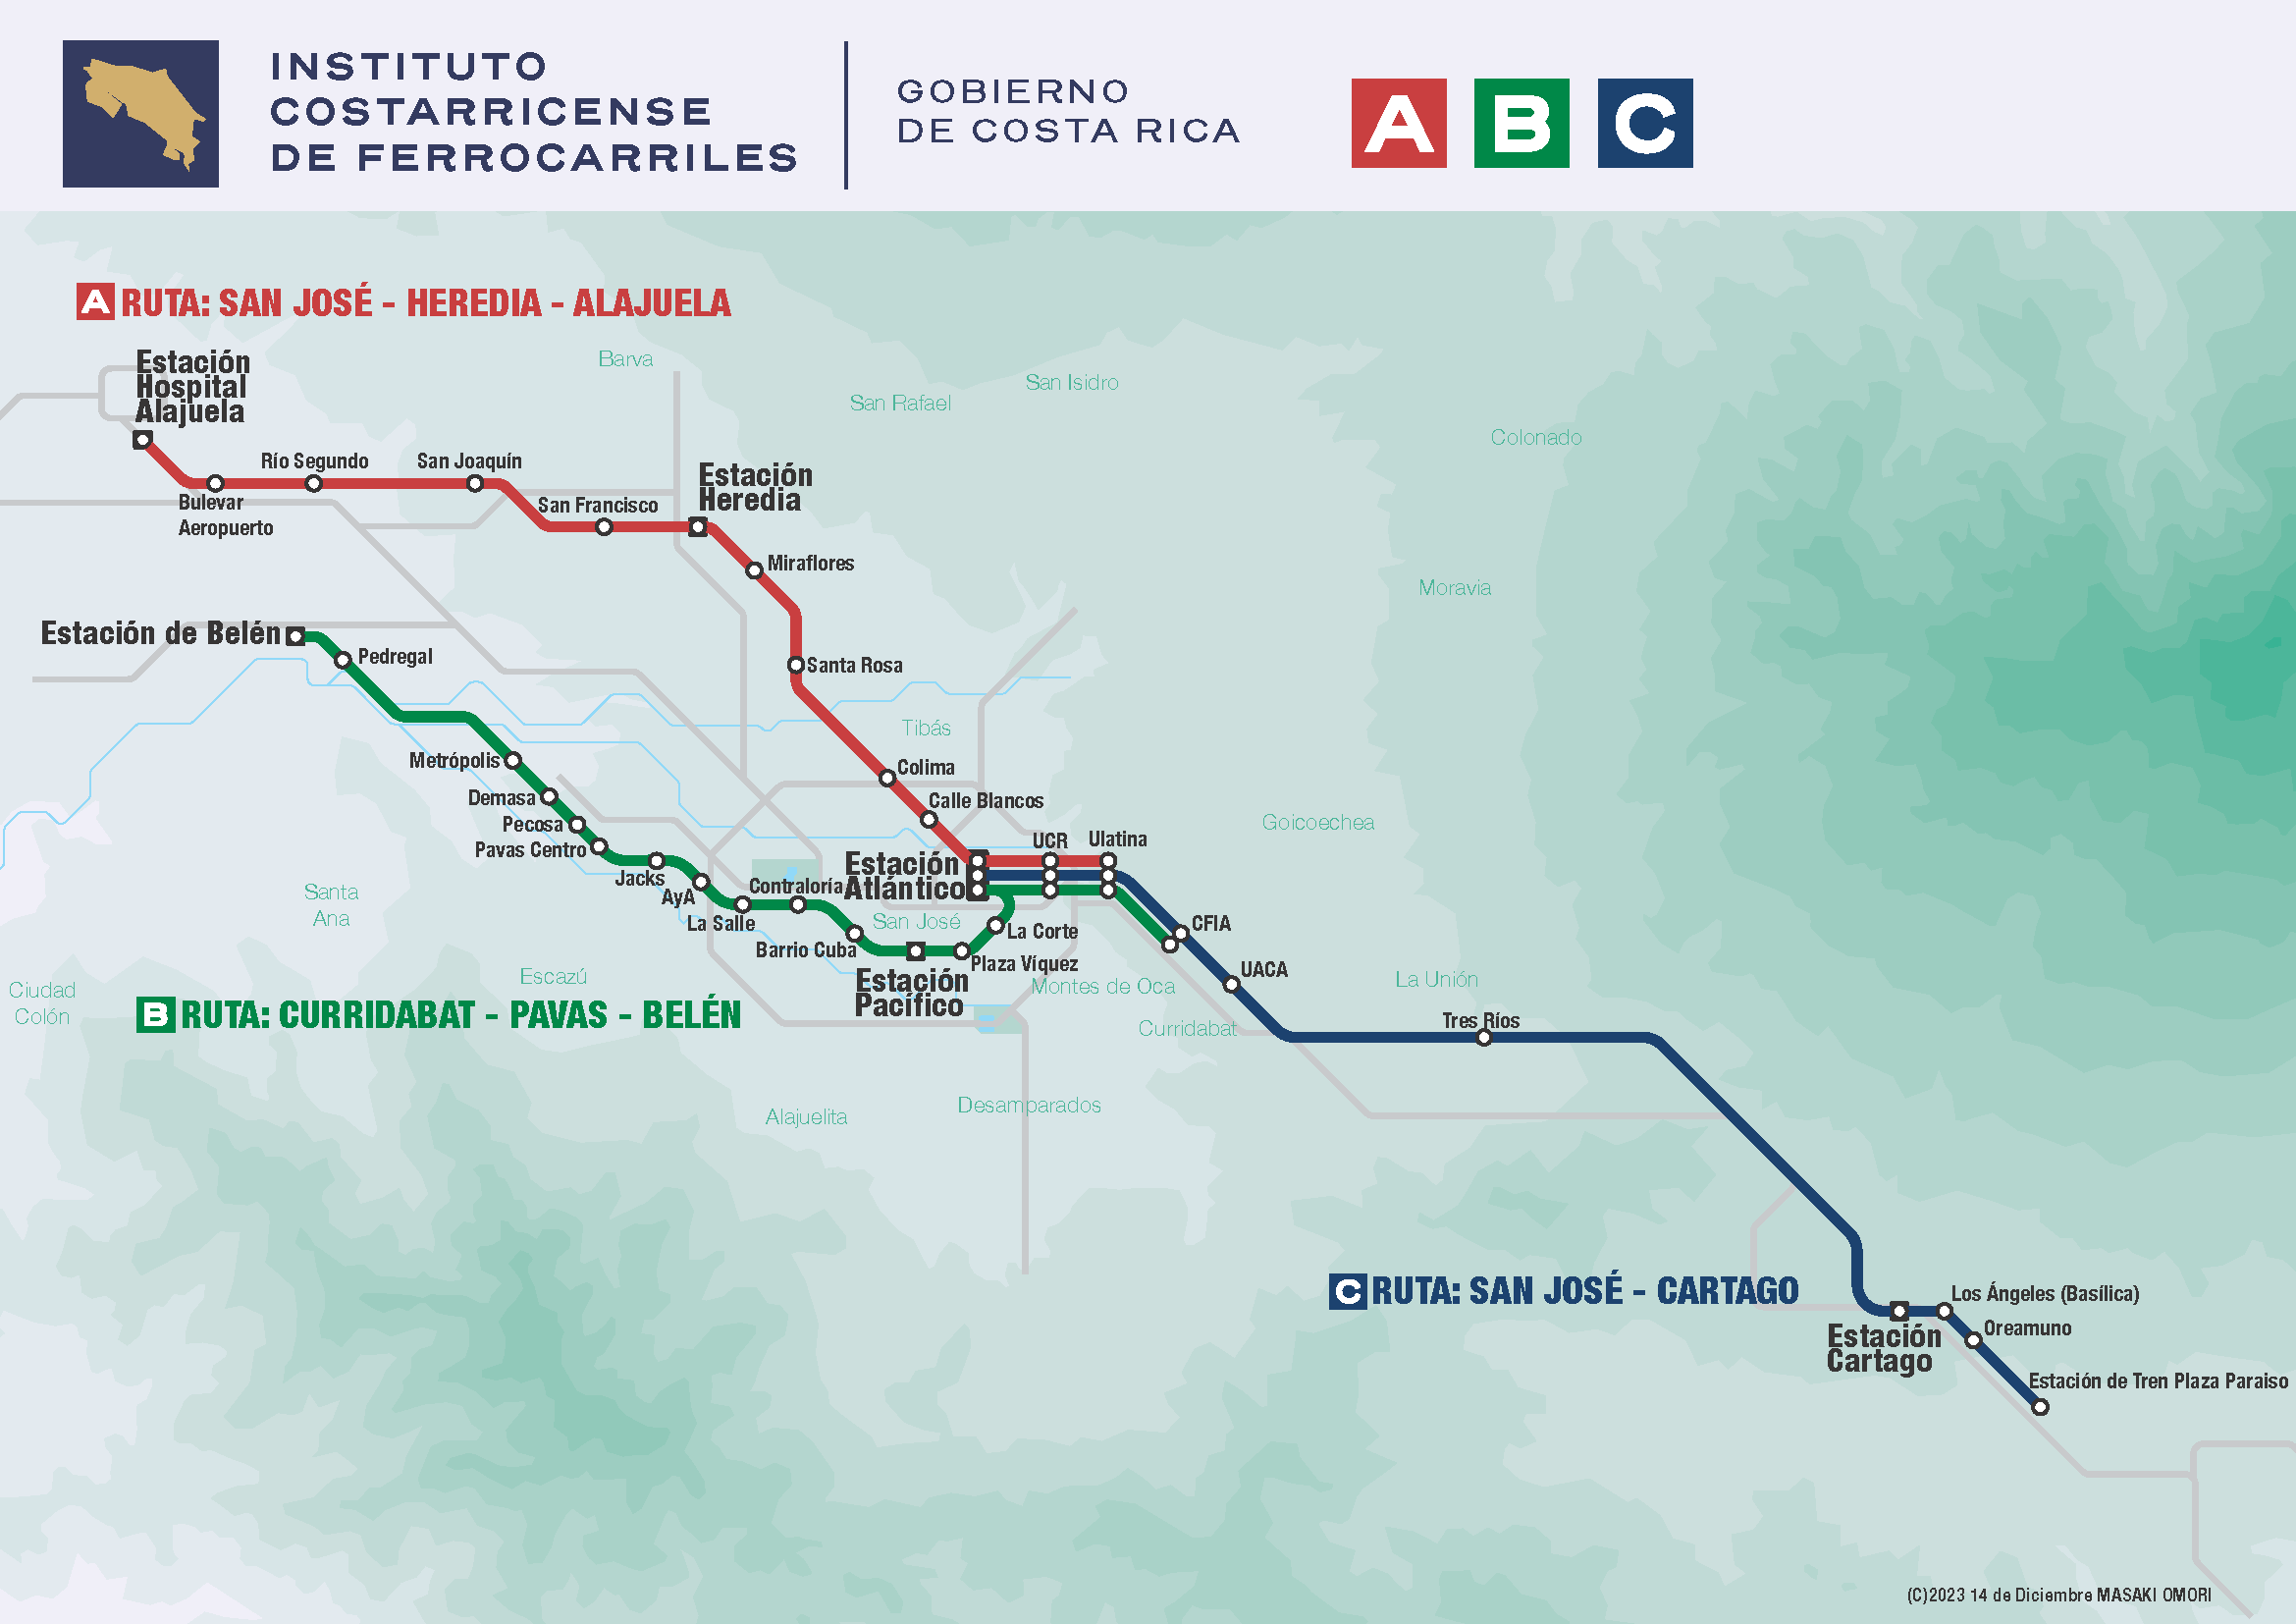 INSTITUTO
COSTARRICENSE
DE FERROCARRILES
GOBIERNO
DE COSTA RICA
A B C
A RUTA: SAN JOSÉ - HEREDIA - ALAJUELA
Estación
Hospital
Alajuela
Barva
San Isidro
San Rafael
Colonado
Río Segundo
San Joaquín
Bulevar
Aeropuerto
San Francisco
Estación
Heredia
Miraflores
Moravia
Estación de Belén
Pedregal
Santa Rosa
Tibás
Metrópolis
Colima
Demasa
Calle Blancos
Pecosa
Goicoechea
Pavas Centro
UCR
Ulatina
Estación
Atlántico
Jacks
AyA
Contraloría
La Salle
Santa
Ana
San José
La Corte
CFIA
Barrio Cuba
Plaza Víquez
UACA
Estación
Pacífico
Escazú
Montes de Oca
La Unión
Ciudad
Colón
B RUTA: CURRIDABAT - PAVAS - BELÉN
Curridabat
Tres Ríos
Alajuelita
Desamparados
C RUTA: SAN JOSÉ - CARTAGO
Los Ángeles (Basílica)
Estación
Cartago
Oreamuno
Estación de Tren Plaza Paraiso
(C)2023 14 de Diciembre MASAKI OMORI